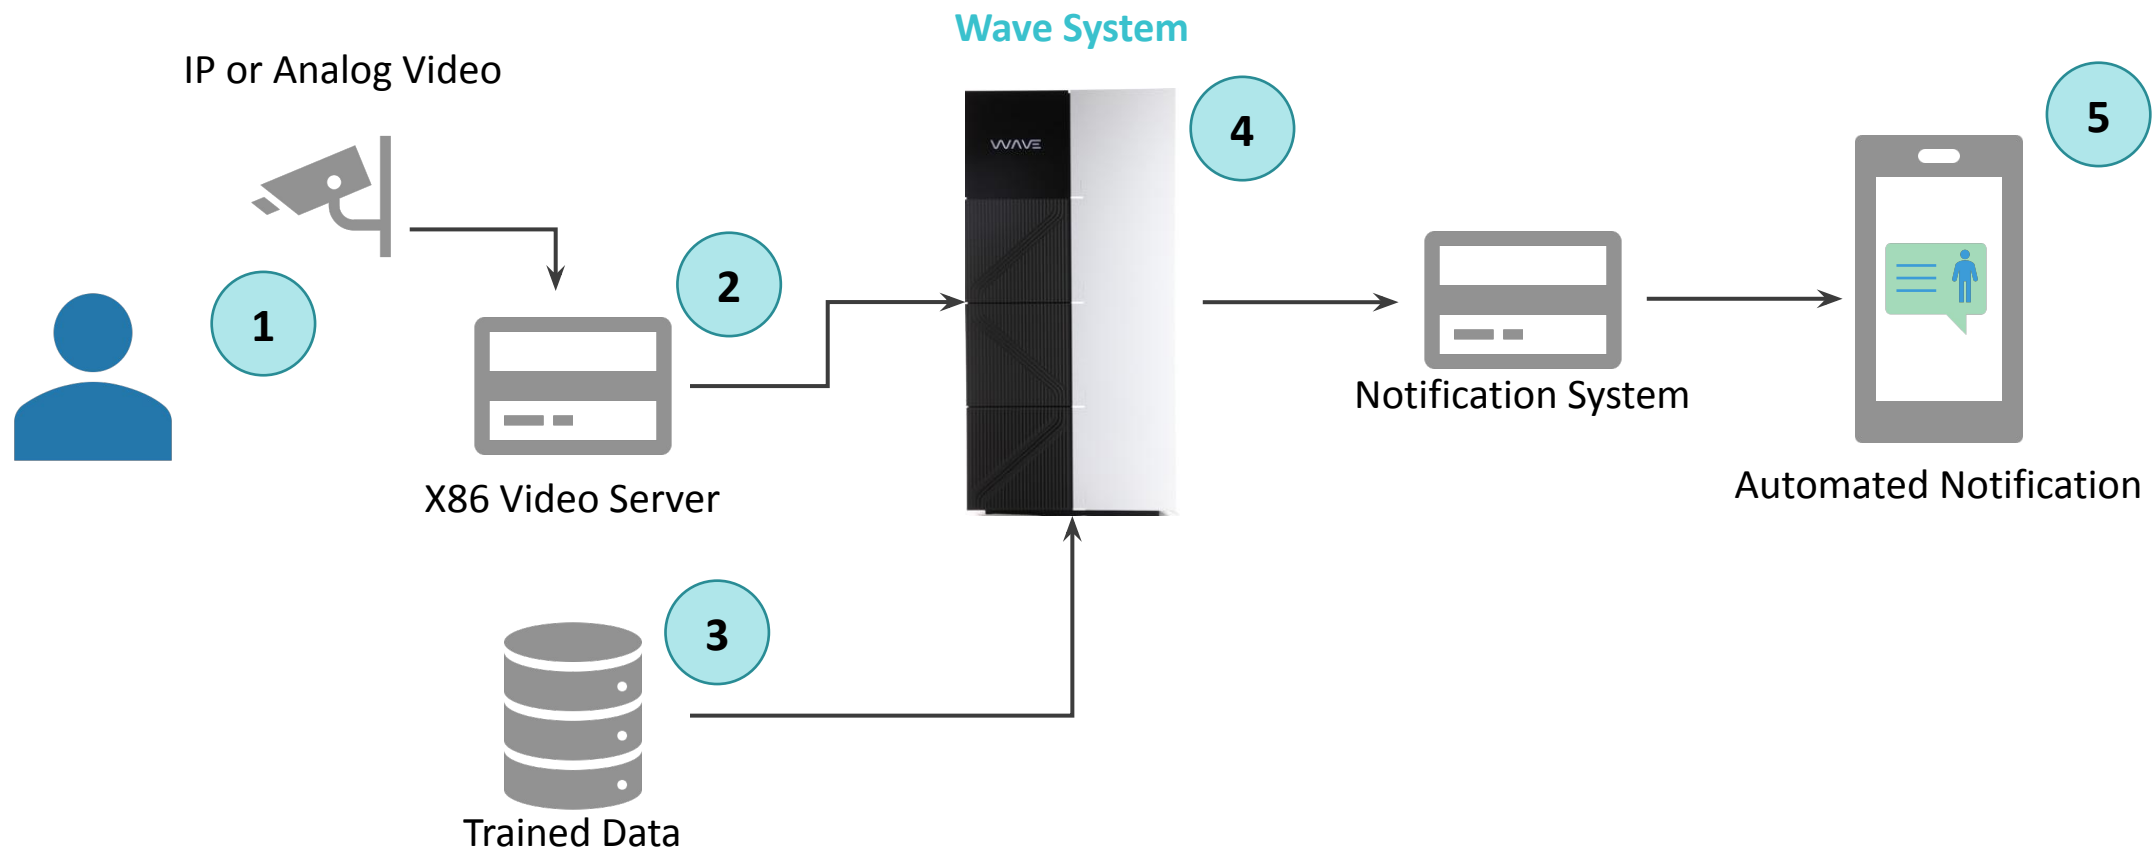 Wave System
IP or Analog Video
WAVE
1
2
3
4
5
X86 Video Server
Notification System
Automated Notification
Trained Data